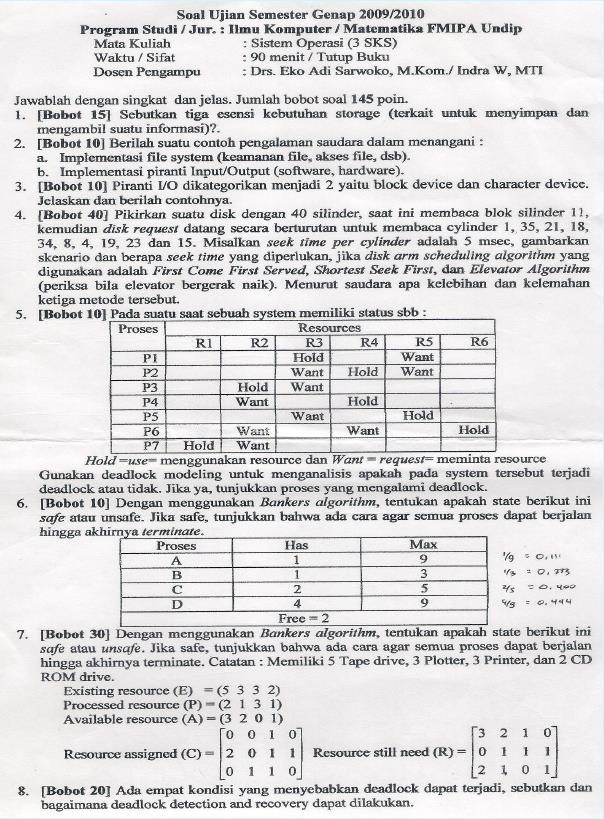 Soal Ujian Semester Genap 2009/2010
Program Studi / Jur. : Ilmu Komputer / Matematika FMIPA Undip
Mata Kuliah : Sistem Operasi (3 SKS)
Waktu / Sifat : 90 menit / Tutup Buku
Dosen Pengampu : Drs. Eko Adi Sarwoko, M.Kom./ Indra W, MTI
Jawablah dengan singkat dan jelas. Jumlah bobot soal 145 poin.
1. [Bobot 15] Sebutkan tiga esensi kebutuhan storage (terkait untuk menyimpan dan
mengambil suatu informasi)?.
2. [Bobot 10] Berilah suatu contoh pengalaman saudara dalam menangani :
a. Implementasi file system (keamanan file, akses file, dsb).
b. Implementasi piranti Input/Output (software, hardware).
3. [Bobot 10] Piranti I/O dikategorikan menjadi 2 yaitu block device dan character device.
Jelaskan dan berilah contohnya.
4. [Bobot 40] Pikirkan suatu disk dengan 40 silinder, saat ini membaca blok silinder 11,
kemudian disk request datang secara berturutan untuk membaca cylinder 1, 35, 21, 18,
34, 8, 4, 19, 23 dan 15. Misalkan seek time per cylinder adalah 5 msec, gambarkan
skenario dan berapa seek time yang diperlukan, jika disk arm scheduling algorithm yang
digunakan adalah First Come First Served, Shortest Seek First, dan Elevator Algorithm
(periksa bila elevator bergerak naik). Menurut saudara apa kelebihan dan kelemahan
ketiga metode tersebut.
5. [Bobot 10] Pada suatu saat sebuah system memiliki status sbb :
Proses Resources
R1 R2 R3 R4 R5 R6
P1 Hold Want
P2 Want Hold Want
P3 Hold Want
P4 Want Hold
P5 Want Hold
P6 Want Want Hold
P7 Hold Want
Hold =use= menggunakan resource dan Want = request= meminta resource
Gunakan deadlock modeling untuk menganalisis apakah pada system tersebut terjadi
deadlock atau tidak. Jika ya, tunjukkan proses yang mengalami deadlock.
6. [Bobot 10] Dengan menggunakan Bankers algorithm, tentukan apakah state berikut ini
safe atau unsafe. Jika safe, tunjukkan bahwa ada cara agar semua proses dapat berjalan
hingga akhirnya terminate.
Proses Has Max
A 1 9
B 1 3
C 2 5
D 4 9
Free = 2
1/9 = 0,111
1/3 = 0,333
2/5 = 0.400
4/9 = 0.444
7. [Bobot 30] Dengan menggunakan Bankers algorithm, tentukan apakah state berikut ini
safe atau unsafe. Jika safe, tunjukkan bahwa ada cara agar semua proses dapat berjalan
hingga akhirnya terminate. Catatan : Memiliki 5 Tape drive, 3 Plotter, 3 Printer, dan 2 CD
ROM drive.
Existing resource (E) = (5 3 3 2)
Processed resource (P) = (2 1 3 1)
Available resource (A) = (3 2 0 1)
0 0 1 0 3 2 1 0
Resource assigned (C) = 2 0 1 1 Resource still need (R) = 0 1 1 1
0 1 1 0 2 1 0 1
8. [Bobot 20] Ada empat kondisi yang menyebabkan deadlock dapat terjadi, sebutkan dan
bagaimana deadlock detection and recovery dapat dilakukan.